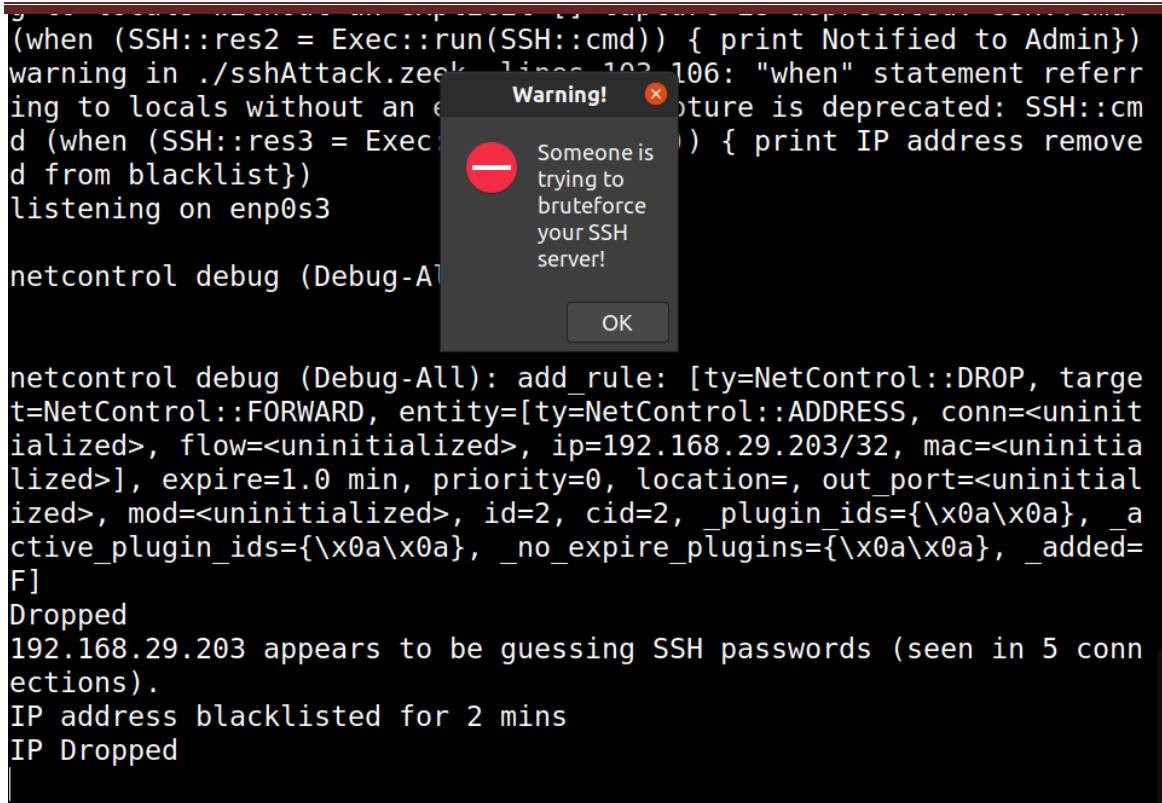 (when (SSH::res2 = Exec::run(SSH::cmd)) { print Notified to Admin})
warning in ./sshAttack.zeek, lines 103-106: "when" statement referr
ing to locals without an e pture is deprecated: SSH::cm
d (when (SSH::res3 = Exec: )) { print IP address remove
d from blacklist})
listening on enp0s3
netcontrol debug (Debug-Al
Warning!
Someone is
trying to
bruteforce
your SSH
server!
OK
netcontrol debug (Debug-All): add_rule: [ty=NetControl::DROP, targe
t=NetControl::FORWARD, entity=[ty=NetControl::ADDRESS, conn=<uninit
ialized>, flow=<uninitialized>, ip=192.168.29.203/32, mac=<uninitia
lized>], expire=1.0 min, priority=0, location=, out_port=<uninitial
ized>, mod=<uninitialized>, id=2, cid=2, _plugin_ids={\x0a\x0a}, _a
ctive_plugin_ids={\x0a\x0a}, _no_expire_plugins={\x0a\x0a}, _added=
F]
Dropped
192.168.29.203 appears to be guessing SSH passwords (seen in 5 conn
ections).
IP address blacklisted for 2 mins
IP Dropped